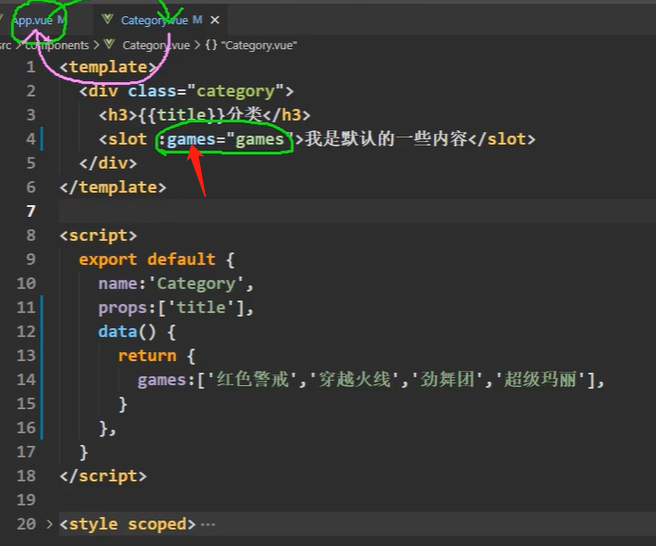 App.vue M Category.vue M ×
src > components > Category.vue > {} "Category.vue"
1 <template>
2 <div class="category">
3 <h3>{{title}}分类</h3>
4 <slot :games="games">我是默认的一些内容</slot>
5 </div>
6 </template>
7
8 <script>
9 export default {
10 name:'Category',
11 props:['title'],
12 data() {
13 return {
14 games:['红色警戒','穿越火线','劲舞团','超级玛丽'],
15 }
16 },
17 }
18 </script>
19
20 > <style scoped>···